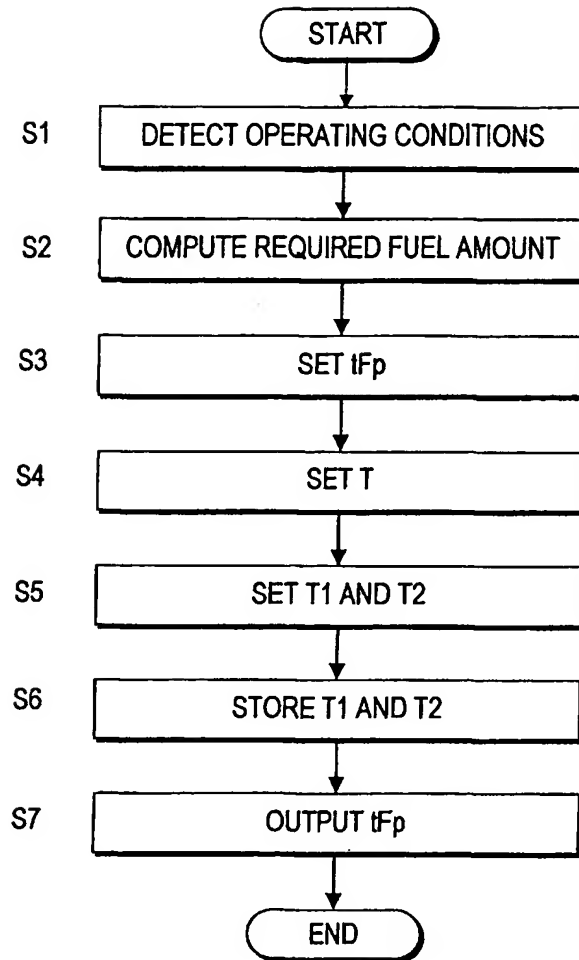 START
S1 DETECT OPERATING CONDITIONS
S2 COMPUTE REQUIRED FUEL AMOUNT
S3 SET tFp
S4 SET T
S5 SET T1 AND T2
S6 STORE T1 AND T2
S7 OUTPUT tFp
END